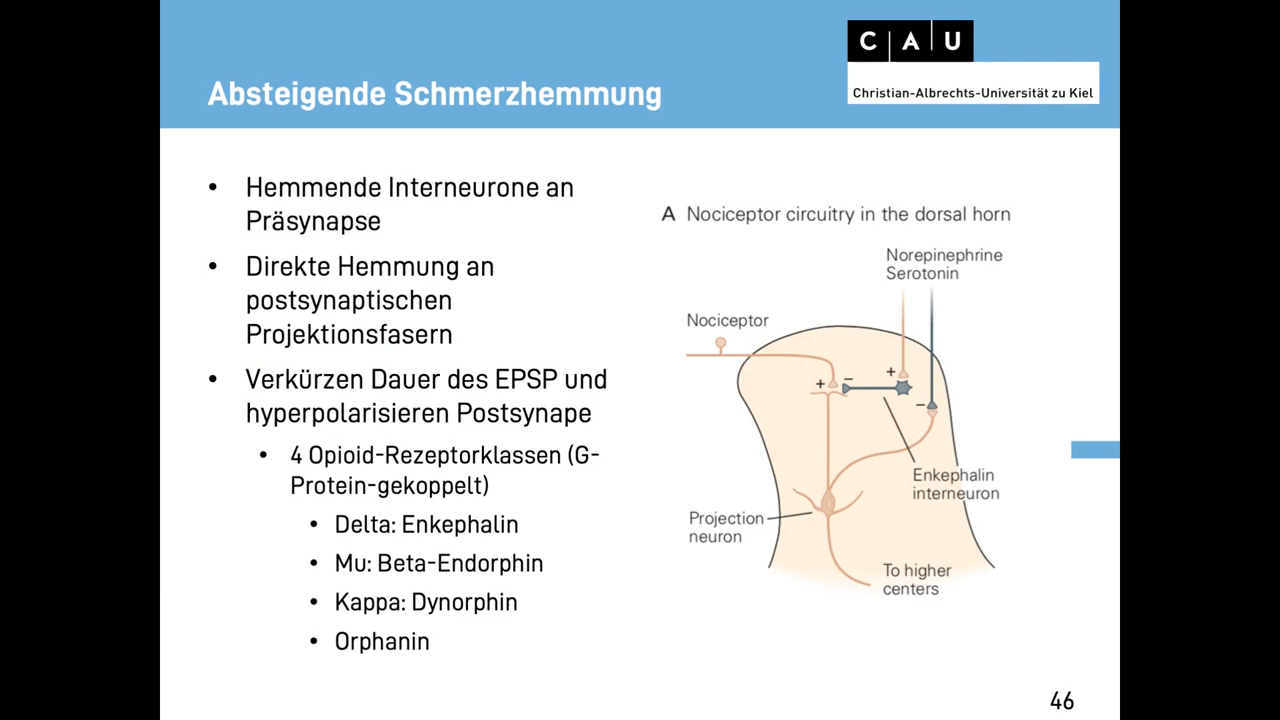 C A U
Christian-Albrechts-Universität zu Kiel
Absteigende Schmerzhemmung
• Hemmende Interneurone an
Präsynapse
• Direkte Hemmung an
postsynaptischen
Projektionsfasern
• Verkürzen Dauer des EPSP und
hyperpolarisieren Postsynape
• 4 Opioid-Rezeptorklassen (G-
Protein-gekoppelt)
• Delta: Enkephalin
• Mu: Beta-Endorphin
• Kappa: Dynorphin
• Orphanin
A Nociceptor circuitry in the dorsal horn
Norepinephrine
Serotonin
Nociceptor
+ − +
−
Enkephalin
interneuron
Projection
neuron
To higher
centers
46